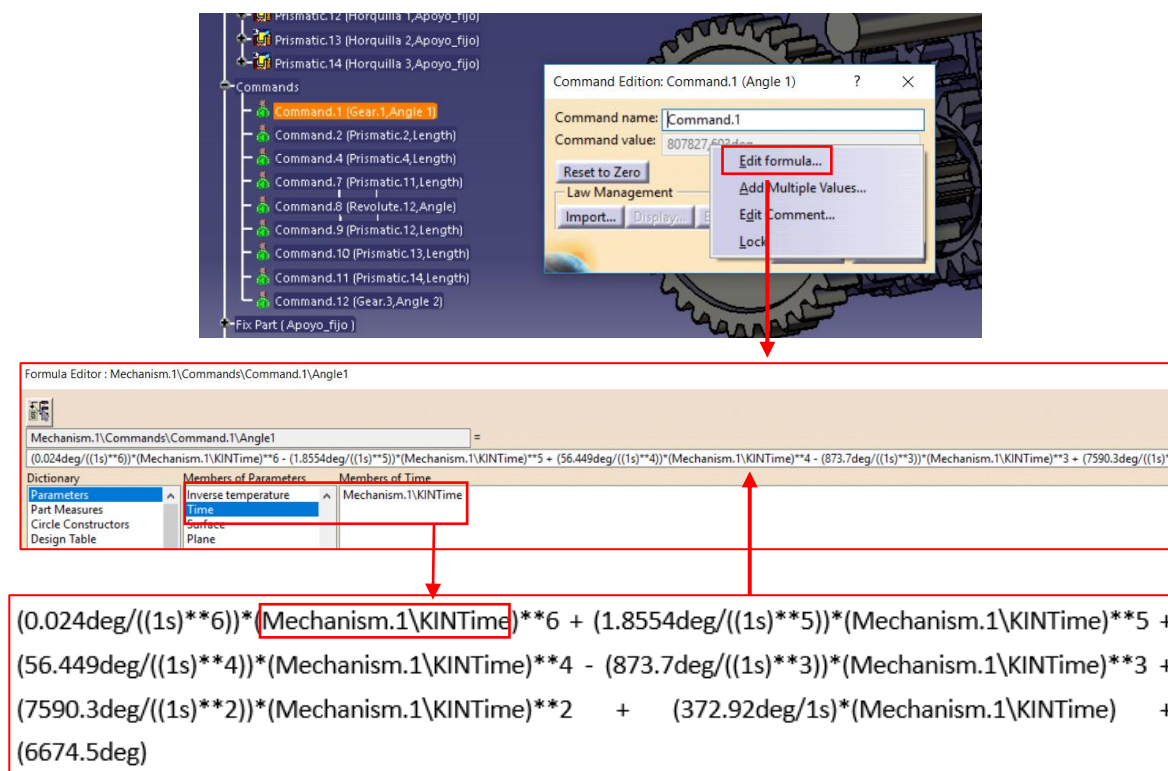 Prismatic.12 (Horquilla 1,Apoyo_fijo)
Prismatic.13 (Horquilla 2,Apoyo_fijo)
Prismatic.14 (Horquilla 3,Apoyo_fijo)
Commands
Command.1 (Gear.1,Angle 1)
Command.2 (Prismatic.2,Length)
Command.4 (Prismatic.4,Length)
Command.7 (Prismatic.11,Length)
Command.8 (Revolute.12,Angle)
Command.9 (Prismatic.12,Length)
Command.10 (Prismatic.13,Length)
Command.11 (Prismatic.14,Length)
Command.12 (Gear.3,Angle 2)
Fix Part ( Apoyo_fijo )
Command Edition: Command.1 (Angle 1) ? ×
Command name: Command.1
Command value: 807827,603deg
Reset to Zero
Law Management
Import... Display... E
Edit formula...
Add Multiple Values...
Edit Comment...
Lock
Formula Editor : Mechanism.1\Commands\Command.1\Angle1
Mechanism.1\Commands\Command.1\Angle1 =
(0.024deg/((1s)**6))*(Mechanism.1\KINTime)**6 - (1.8554deg/((1s)**5))*(Mechanism.1\KINTime)**5 + (56.449deg/((1s)**4))*(Mechanism.1\KINTime)**4 - (873.7deg/((1s)**3))*(Mechanism.1\KINTime)**3 + (7590.3deg/((1s)*
Dictionary Members of Parameters Members of Time
Parameters Inverse temperature Mechanism.1\KINTime
Part Measures Time
Circle Constructors Surface
Design Table Plane
(0.024deg/((1s)**6))*(Mechanism.1\KINTime)**6 + (1.8554deg/((1s)**5))*(Mechanism.1\KINTime)**5 +
(56.449deg/((1s)**4))*(Mechanism.1\KINTime)**4 - (873.7deg/((1s)**3))*(Mechanism.1\KINTime)**3 +
(7590.3deg/((1s)**2))*(Mechanism.1\KINTime)**2 + (372.92deg/1s)*(Mechanism.1\KINTime) +
(6674.5deg)